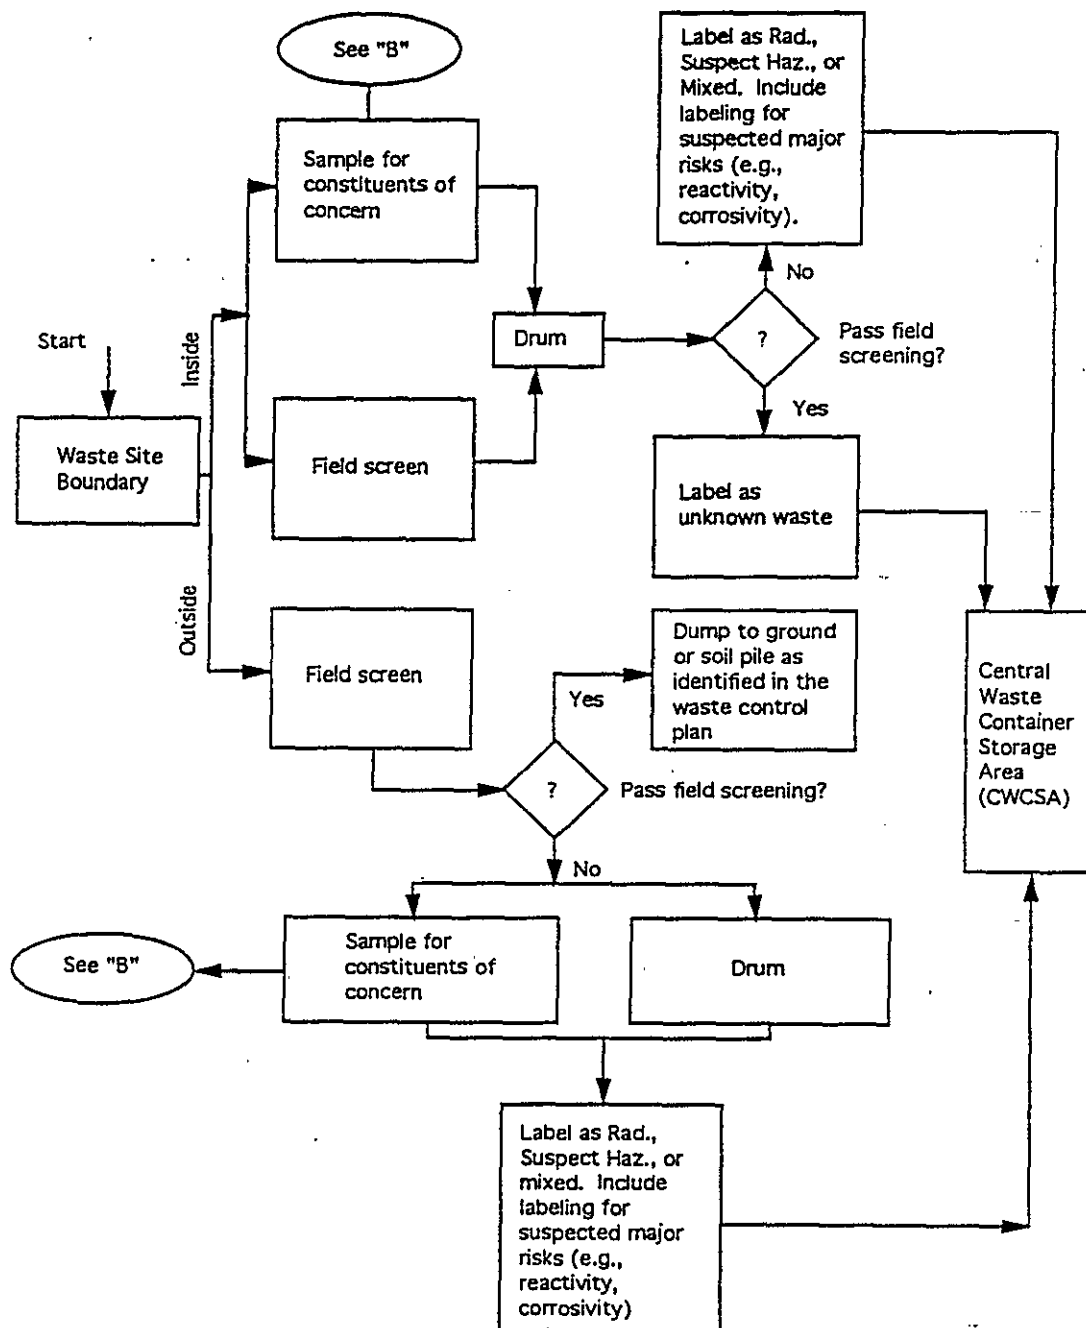 See "B"
Label as Rad.,
Suspect Haz., or
Mixed. Include
labeling for
suspected major
risks (e.g.,
reactivity,
corrosivity).
Sample for
constituents of
concern
No
Start
Inside
Drum
?
Pass field
screening?
Yes
Waste Site
Boundary
Field screen
Label as
unknown waste
Outside
Field screen
Dump to ground
or soil pile as
identified in the
waste control
plan
Yes
Central
Waste
Container
Storage
Area
(CWCSA)
?
Pass field screening?
No
See "B"
Sample for
constituents of
concern
Drum
Label as Rad.,
Suspect Haz., or
mixed. Include
labeling for
suspected major
risks (e.g.,
reactivity,
corrosivity)